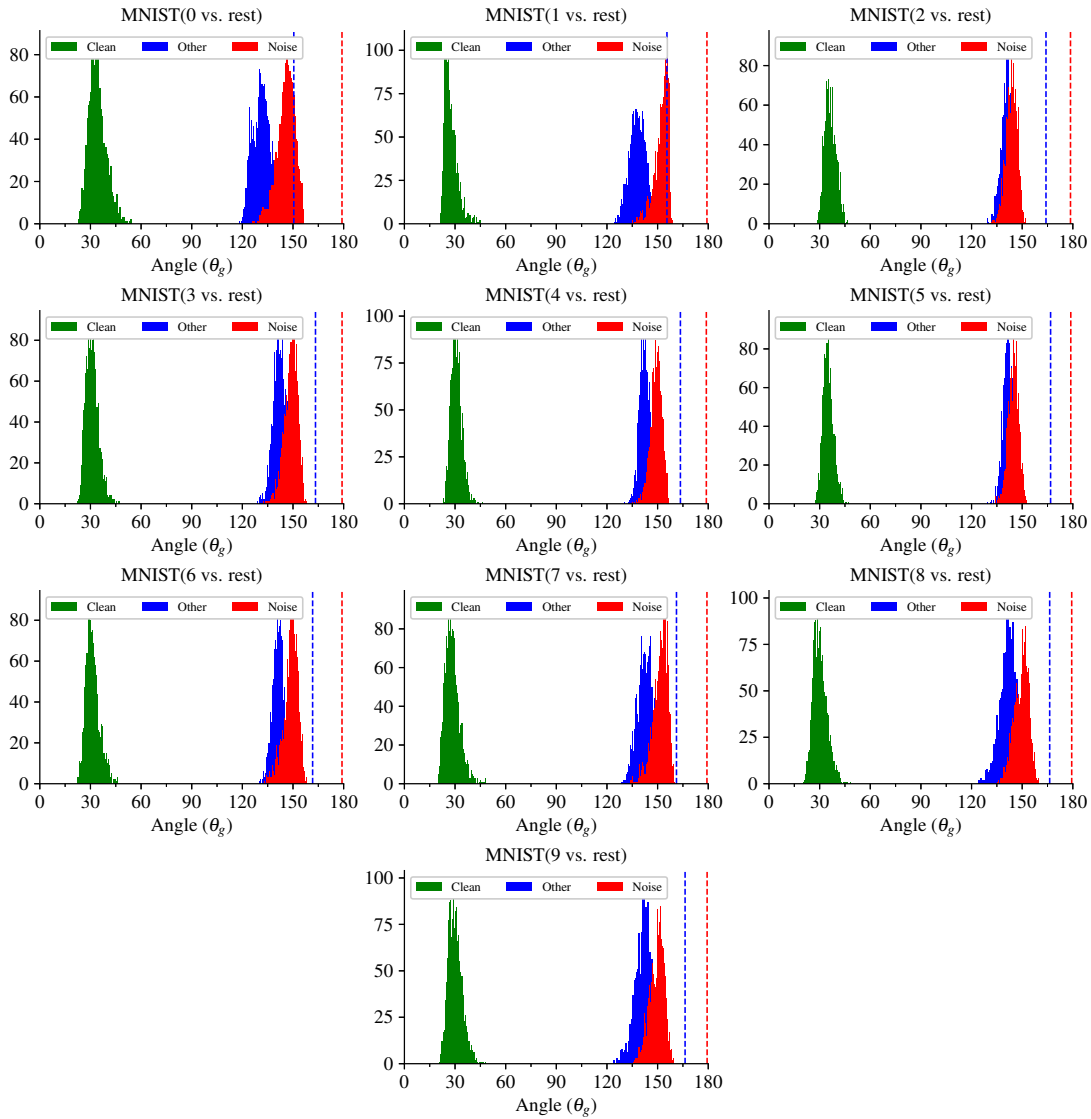 MNIST(0 vs. rest) MNIST(1 vs. rest) MNIST(2 vs. rest)
Clean Other Noise Clean Other Noise Clean Other Noise
80 60 40 20 0 100 75 50 25 0 80 60 40 20 0
0 30 60 90 120 150 180 0 30 60 90 120 150 180 0 30 60 90 120 150 180
Angle (θg) Angle (θg) Angle (θg)
MNIST(3 vs. rest) MNIST(4 vs. rest) MNIST(5 vs. rest)
Clean Other Noise Clean Other Noise Clean Other Noise
80 60 40 20 0 100 75 50 25 0 80 60 40 20 0
0 30 60 90 120 150 180 0 30 60 90 120 150 180 0 30 60 90 120 150 180
Angle (θg) Angle (θg) Angle (θg)
MNIST(6 vs. rest) MNIST(7 vs. rest) MNIST(8 vs. rest)
Clean Other Noise Clean Other Noise Clean Other Noise
80 60 40 20 0 80 60 40 20 0 100 75 50 25 0
0 30 60 90 120 150 180 0 30 60 90 120 150 180 0 30 60 90 120 150 180
Angle (θg) Angle (θg) Angle (θg)
MNIST(9 vs. rest)
Clean Other Noise
100 75 50 25 0
0 30 60 90 120 150 180
Angle (θg)